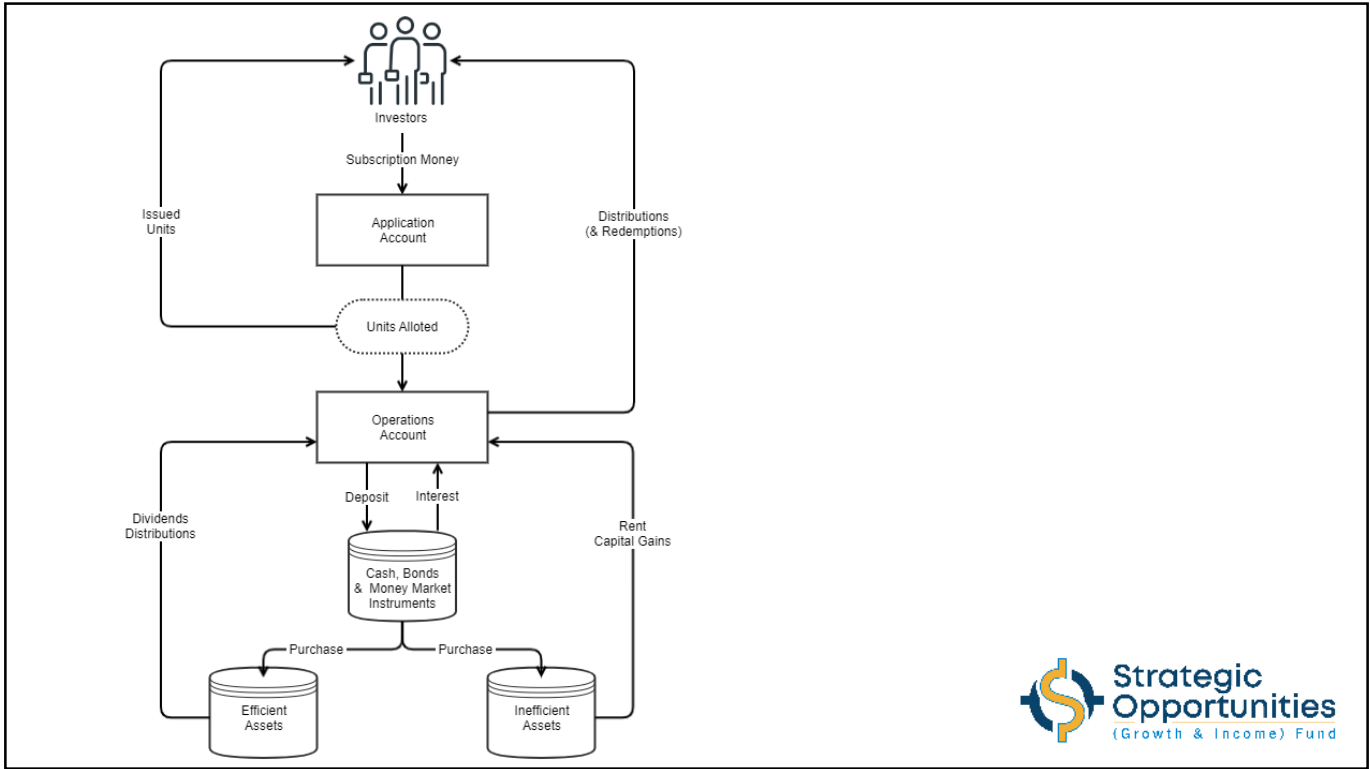 Investors
Subscription Money
Issued
Units
Application
Account
Distributions
(& Redemptions)
Units Alloted
Operations
Account
Deposit
Interest
Dividends
Distributions
Rent
Capital Gains
Cash, Bonds
& Money Market
Instruments
Purchase
Purchase
Efficient
Assets
Inefficient
Assets
Strategic
Opportunities
(Growth & Income) Fund